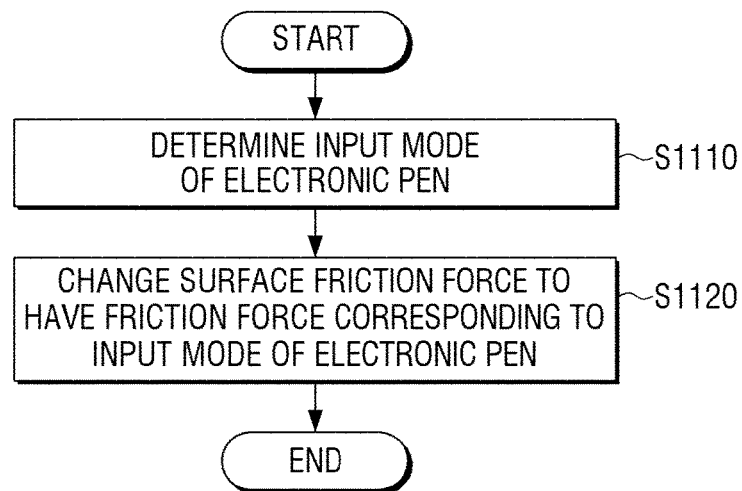 START
DETERMINE INPUT MODE
OF ELECTRONIC PEN
S1110
CHANGE SURFACE FRICTION FORCE TO
HAVE FRICTION FORCE CORRESPONDING TO
INPUT MODE OF ELECTRONIC PEN
S1120
END